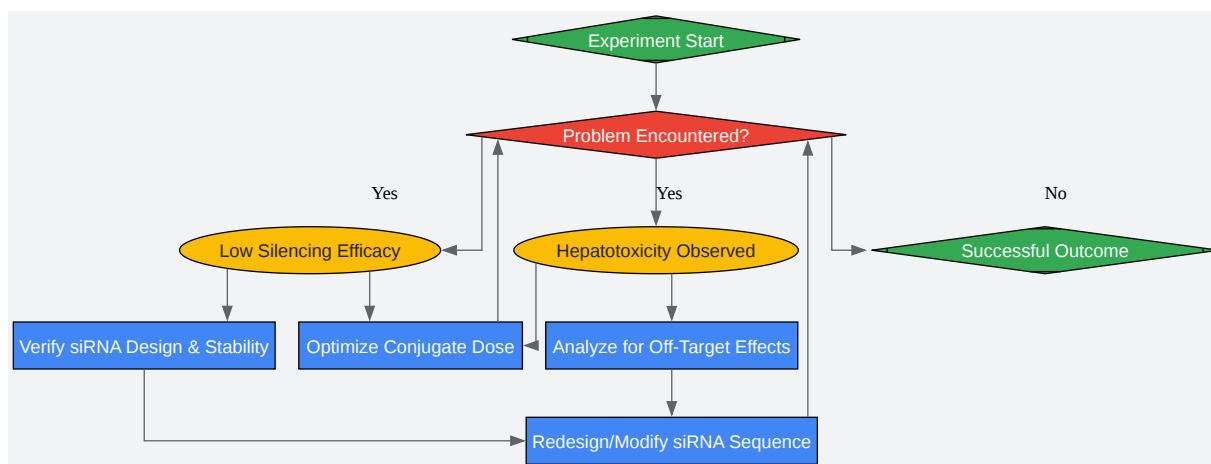 Experiment Start
Problem Encountered?
Yes
Yes
No
Low Silencing Efficacy
Hepatotoxicity Observed
Successful Outcome
Verify siRNA Design & Stability
Optimize Conjugate Dose
Analyze for Off-Target Effects
Redesign/Modify siRNA Sequence